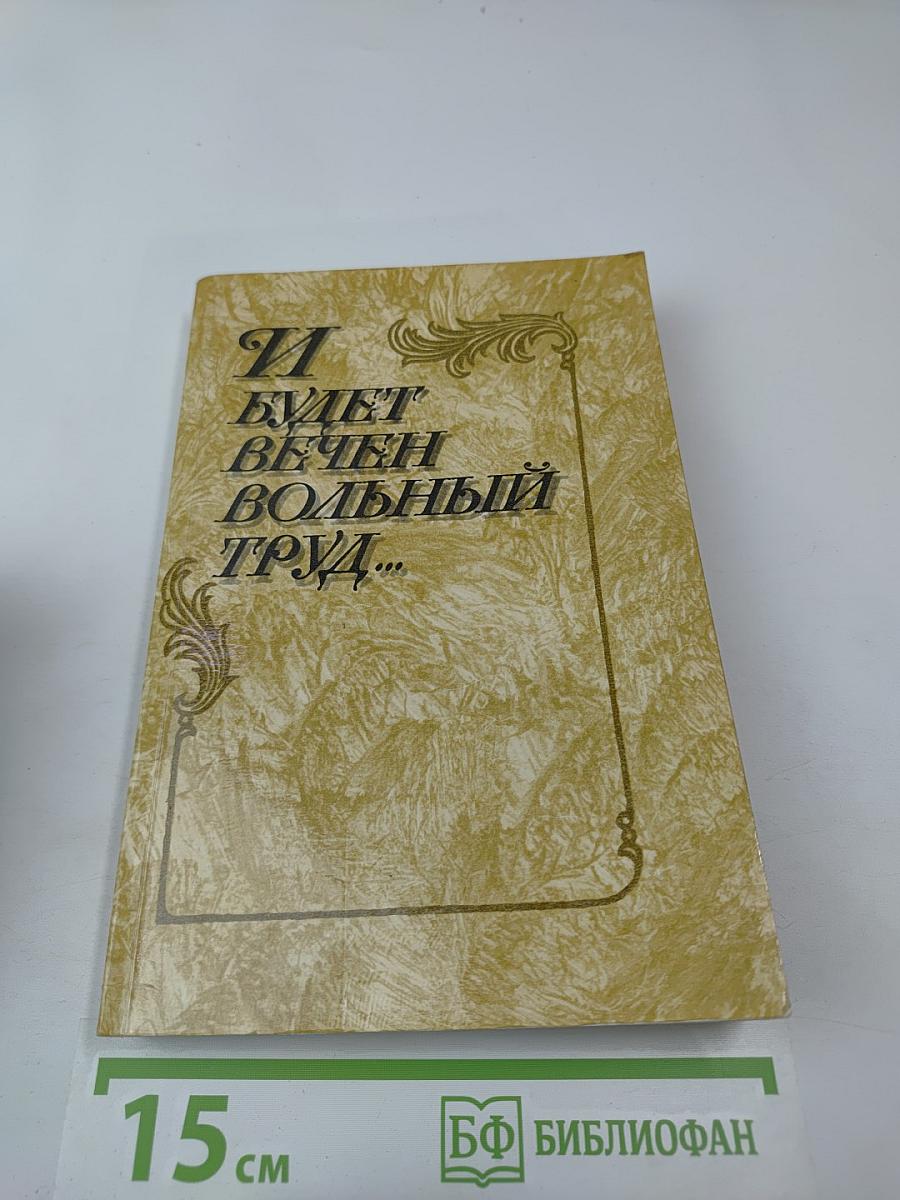 И
БУДЕТ
ВЕЧЕН
ВОЛЬНЫЙ
ТРУД...
15 см
БФ БИБЛИОФАН